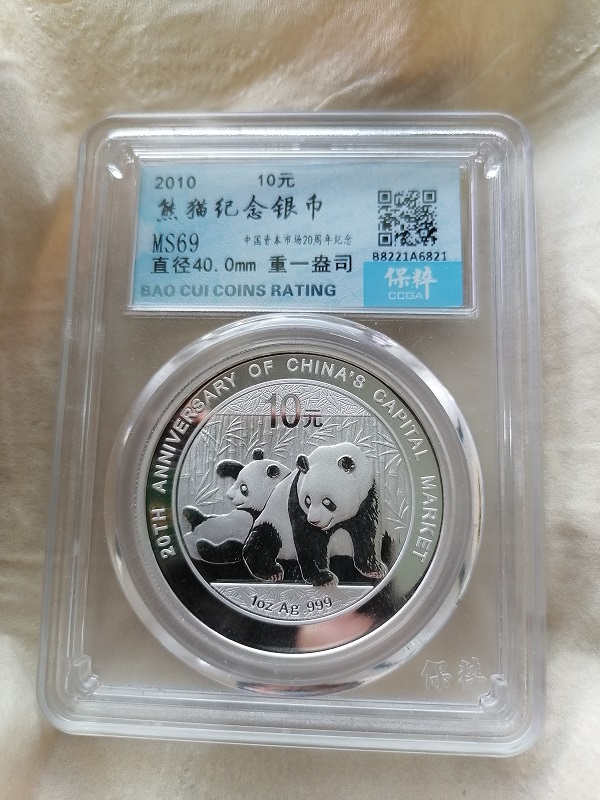 2010 10元
熊猫纪念银币
MS69 中国资本市场20周年纪念
B8221A6821
直径40.0mm 重一盎司
保粹
CCGA
BAO CUI COINS RATING
20TH ANNIVERSARY OF CHINA'S CAPITAL MARKET
10元
1oz Ag .999
保粹